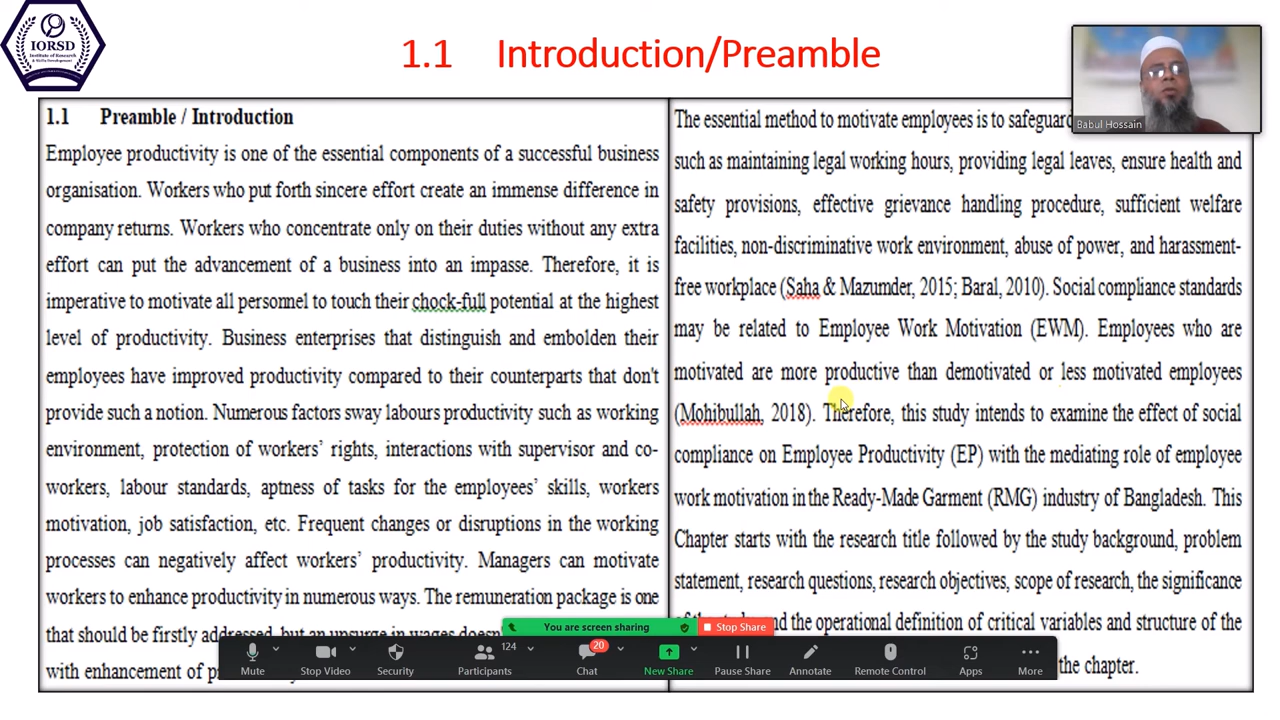 IORSD
Institute of Research
& Skills Development
1.1 Introduction/Preamble
Babul Hossain
1.1 Preamble / Introduction
Employee productivity is one of the essential components of a successful business
organisation. Workers who put forth sincere effort create an immense difference in
company returns. Workers who concentrate only on their duties without any extra
effort can put the advancement of a business into an impasse. Therefore, it is
imperative to motivate all personnel to touch their chock-full potential at the highest
level of productivity. Business enterprises that distinguish and embolden their
employees have improved productivity compared to their counterparts that don't
provide such a notion. Numerous factors sway labours productivity such as working
environment, protection of workers' rights, interactions with supervisor and co-
workers, labour standards, aptness of tasks for the employees' skills, workers
motivation, job satisfaction, etc. Frequent changes or disruptions in the working
processes can negatively affect workers' productivity. Managers can motivate
workers to enhance productivity in numerous ways. The remuneration package is one
that should be firstly addressed, but an upsurge in wages
with enhancement of
The essential method to motivate employees is to safeguard
such as maintaining legal working hours, providing legal leaves, ensure health and
safety provisions, effective grievance handling procedure, sufficient welfare
facilities, non-discriminative work environment, abuse of power, and harassment-
free workplace (Saha & Mazumder, 2015; Baral, 2010). Social compliance standards
may be related to Employee Work Motivation (EWM). Employees who are
motivated are more productive than demotivated or less motivated employees
(Mohibullah, 2018). Therefore, this study intends to examine the effect of social
compliance on Employee Productivity (EP) with the mediating role of employee
work motivation in the Ready-Made Garment (RMG) industry of Bangladesh. This
Chapter starts with the research title followed by the study background, problem
statement, research questions, research objectives, scope of research, the significance
the operational definition of critical variables and structure of the
the chapter.
You are screen sharing Stop Share
124 20
Mute Stop Video Security Participants Chat New Share Pause Share Annotate Remote Control Apps More